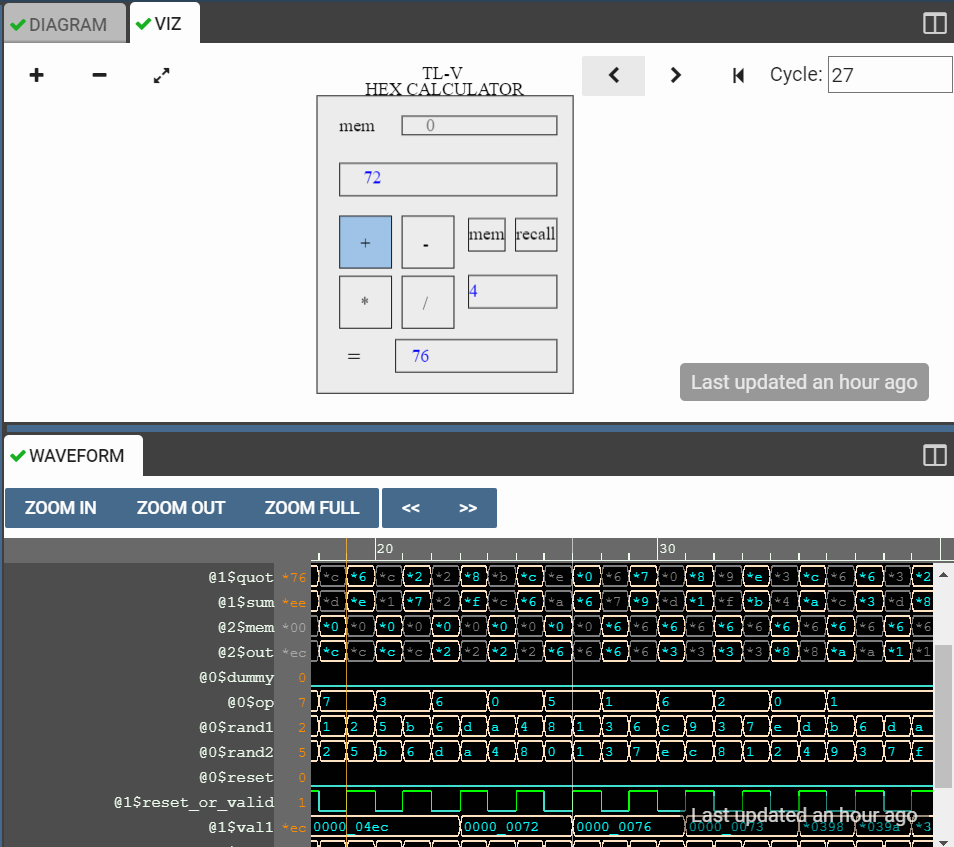 DIAGRAM VIZ
+ − Cycle: 27
TL-V
HEX CALCULATOR
mem 0
72
+ - mem recall
* / 4
= 76
Last updated an hour ago
WAVEFORM
ZOOM IN ZOOM OUT ZOOM FULL << >>
20 30
@1$quot *76 *c *6 *c *2 *2 *8 *b *c *e *0 *6 *7 *0 *8 *9 *e *3 *c *6 *6 *3 *2
@1$sum *ee *d *e *1 *7 *2 *f *c *6 *a *6 *7 *9 *d *1 *f *b *4 *a *c *3 *d *8
@2$mem *00 *0 *0 *0 *0 *0 *0 *0 *0 *0 *0 *6 *6 *6 *6 *6 *6 *6 *6 *6 *6 *6 *6
@2$out *ec *c *c *c *c *2 *2 *2 *2 *6 *6 *6 *6 *3 *3 *3 *3 *8 *8 *a *a *1 *1
@0$dummy 0
@0$op 7 7 3 6 0 5 1 6 2 0 1
@0$rand1 2 1 2 5 b 6 d a 4 8 1 3 6 c 9 3 7 e d b 6 d a
@0$rand2 5 2 5 b 6 d a 4 8 0 1 3 7 e c 8 1 2 4 9 3 7 f
@0$reset 0
@1$reset_or_valid 1
Last updated an hour ago
@1$val1 *ec 0000_04ec 0000_0072 0000_0076 0000_0073 *0398 *039a *3